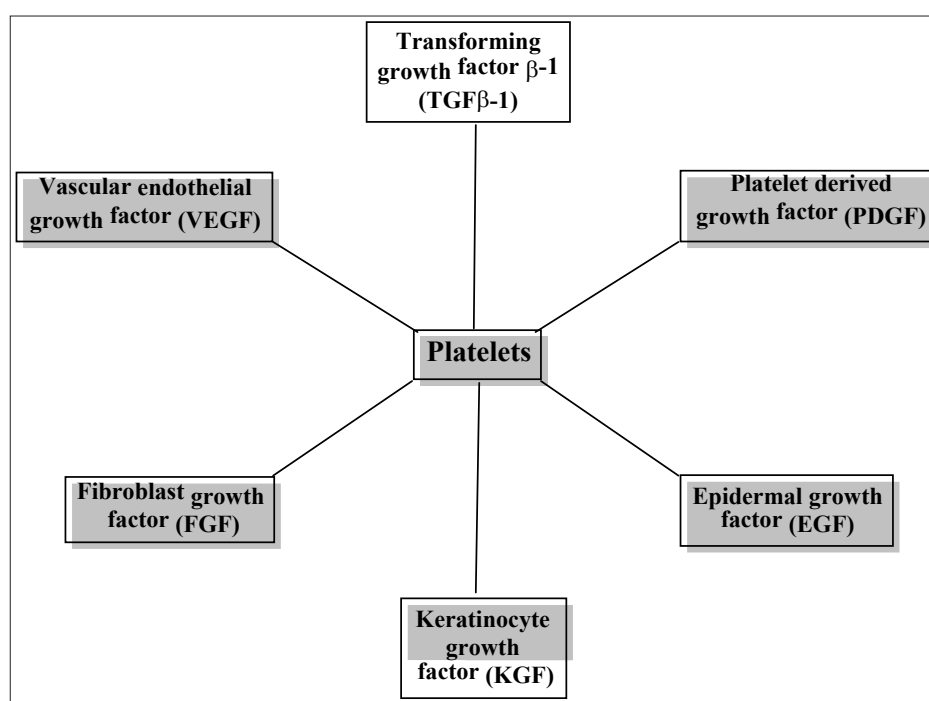 Transforming
growth factor β-1
(TGFβ-1)
Vascular endothelial
growth factor (VEGF)
Platelet derived
growth factor (PDGF)
Platelets
Fibroblast growth
factor (FGF)
Epidermal growth
factor (EGF)
Keratinocyte
growth
factor (KGF)